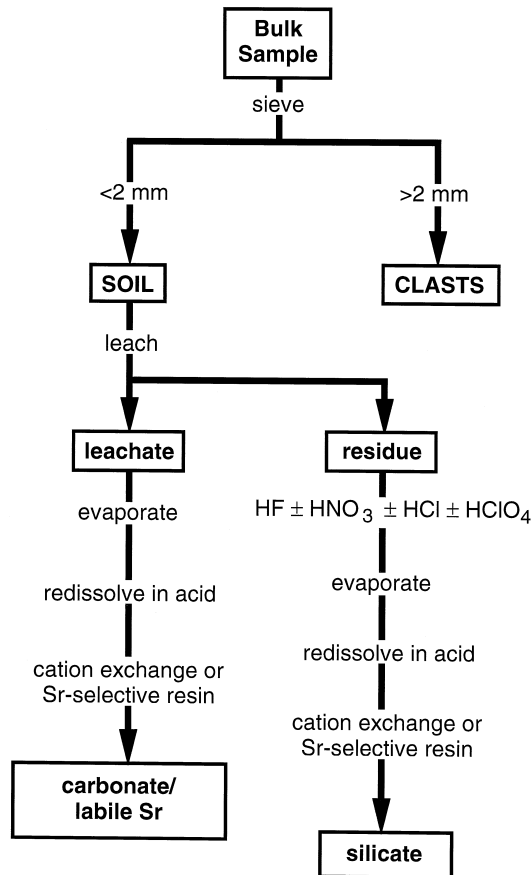 Bulk
Sample
sieve
<2 mm
>2 mm
SOIL
CLASTS
leach
leachate
residue
evaporate
HF ± HNO₃ ± HCl ± HClO₄
evaporate
redissolve in acid
redissolve in acid
cation exchange or
Sr-selective resin
cation exchange or
Sr-selective resin
carbonate/
labile Sr
silicate